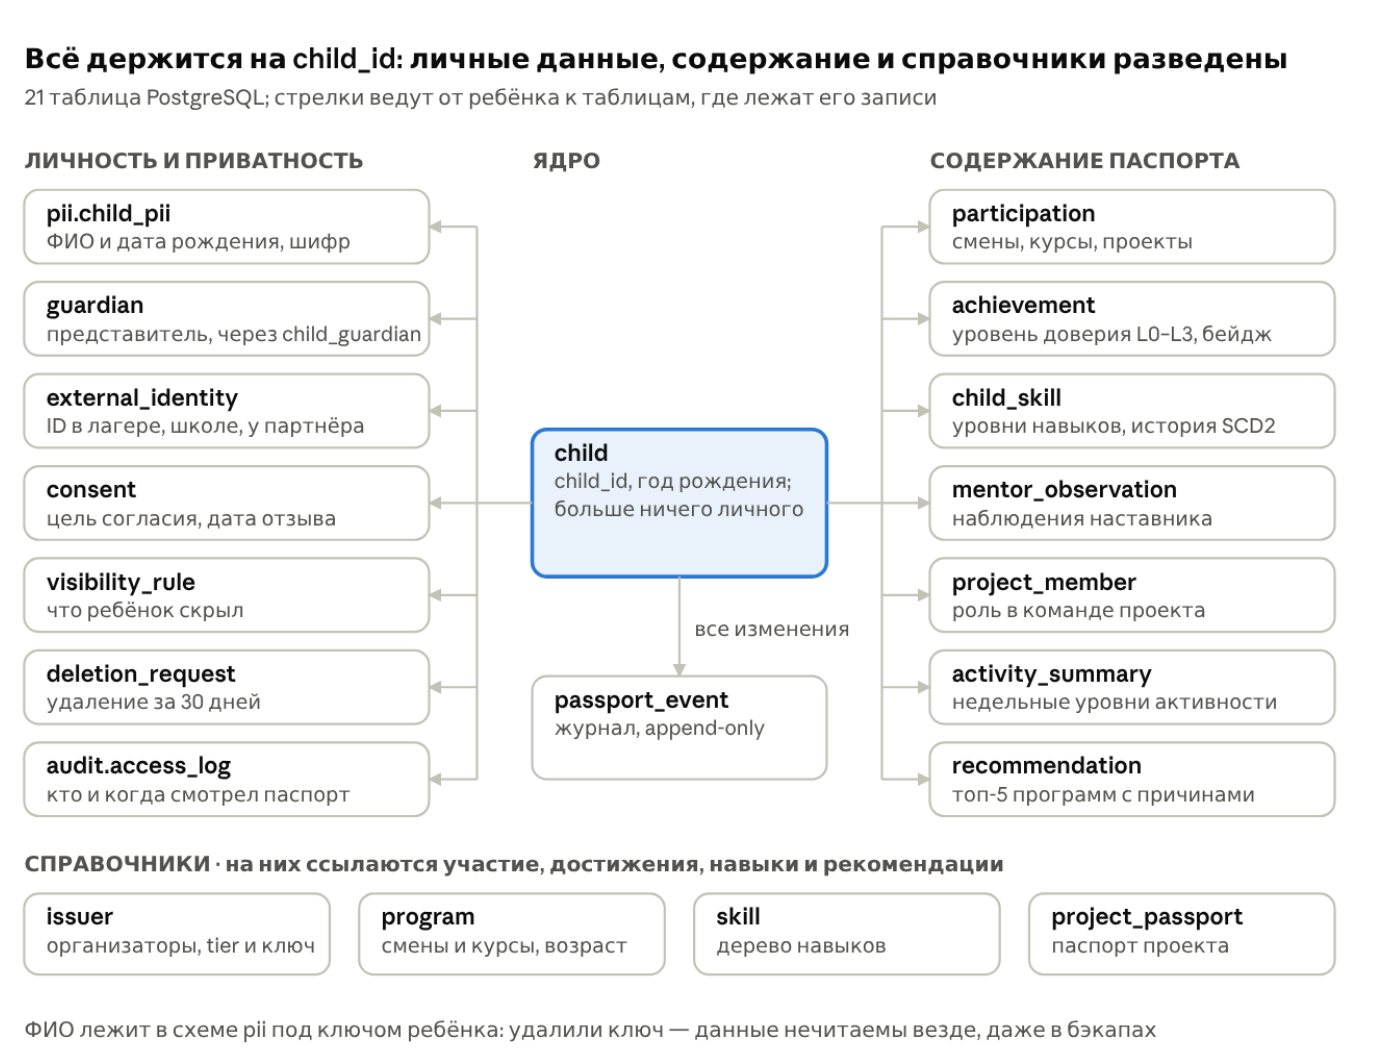 Всё держится на child_id: личные данные, содержание и справочники разведены
21 таблица PostgreSQL; стрелки ведут от ребёнка к таблицам, где лежат его записи
ЛИЧНОСТЬ И ПРИВАТНОСТЬ
pii.child_pii
ФИО и дата рождения, шифр
guardian
представитель, через child_guardian
external_identity
ID в лагере, школе, у партнёра
consent
цель согласия, дата отзыва
visibility_rule
что ребёнок скрыл
deletion_request
удаление за 30 дней
audit.access_log
кто и когда смотрел паспорт
ЯДРО
child
child_id, год рождения;
больше ничего личного
все изменения
passport_event
журнал, append-only
СОДЕРЖАНИЕ ПАСПОРТА
participation
смены, курсы, проекты
achievement
уровень доверия L0–L3, бейдж
child_skill
уровни навыков, история SCD2
mentor_observation
наблюдения наставника
project_member
роль в команде проекта
activity_summary
недельные уровни активности
recommendation
топ-5 программ с причинами
СПРАВОЧНИКИ · на них ссылаются участие, достижения, навыки и рекомендации
issuer
организаторы, tier и ключ
program
смены и курсы, возраст
skill
дерево навыков
project_passport
паспорт проекта
ФИО лежит в схеме pii под ключом ребёнка: удалили ключ — данные нечитаемы везде, даже в бэкапах